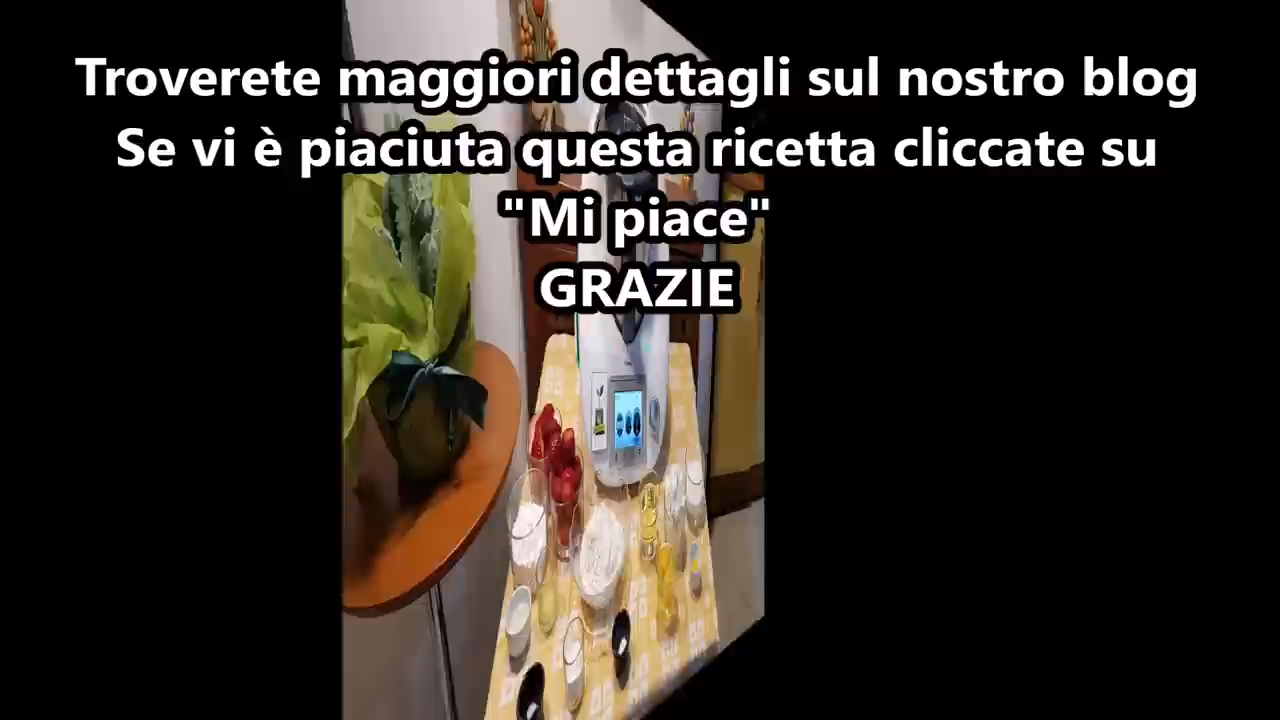 Troverete maggiori dettagli sul nostro blog
Se vi è piaciuta questa ricetta cliccate su
"Mi piace"
GRAZIE